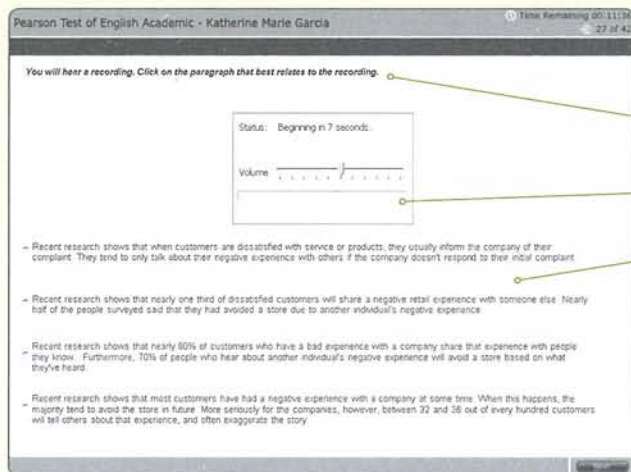 Pearson Test of English Academic - Katherine Marie Garcia
Time Remaining 00:11:36
27 of 42
You will hear a recording. Click on the paragraph that best relates to the recording.
Status: Beginning in 7 seconds.
Volume
– Recent research shows that when customers are dissatisfied with service or products, they usually inform the company of their
complaint. They tend to only talk about their negative experience with others if the company doesn't respond to their initial complaint.
– Recent research shows that nearly one third of dissatisfied customers will share a negative retail experience with someone else. Nearly
half of the people surveyed said that they had avoided a store due to another individual's negative experience.
– Recent research shows that nearly 60% of customers who have a bad experience with a company share that experience with people
they know. Furthermore, 70% of people who hear about another individual's negative experience will avoid a store based on what
they've heard.
– Recent research shows that most customers have had a negative experience with a company at some time. When this happens, the
majority tend to avoid the store in future. More seriously for the companies, however, between 32 and 36 out of every hundred customers
will tell others about that experience, and often exaggerate the story.